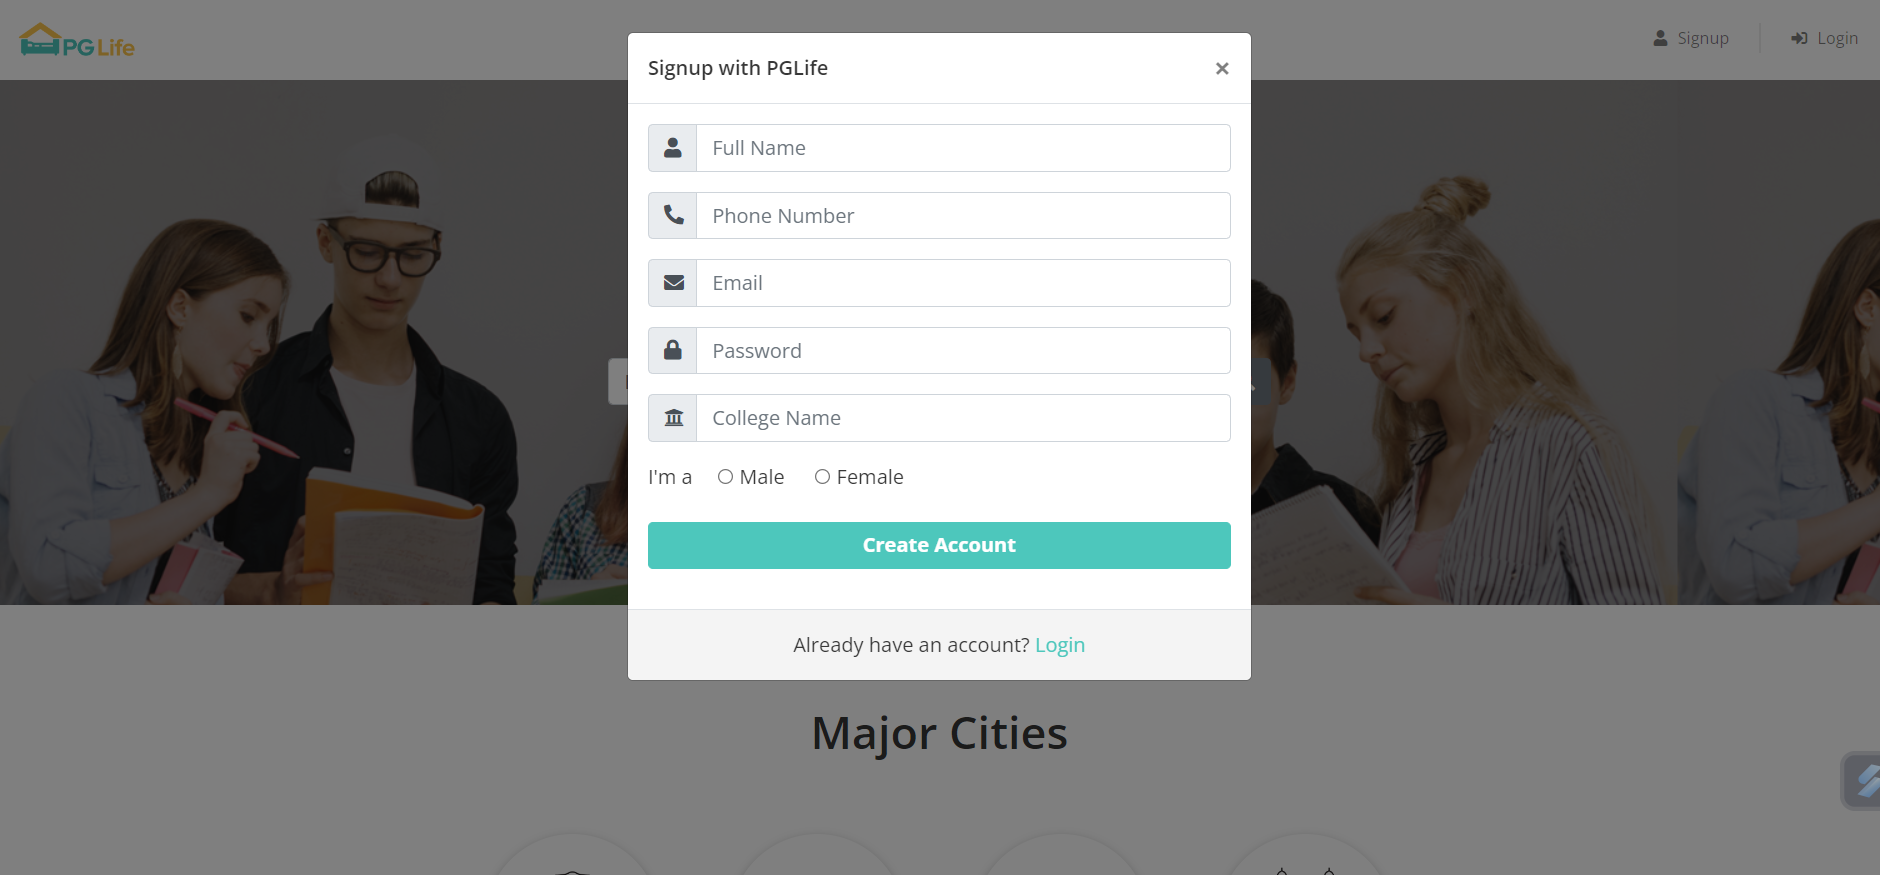 PG Life
Signup
Login
Signup with PGLife
×
Full Name
Phone Number
Email
Password
College Name
I'm a Male Female
Create Account
Already have an account? Login
Major Cities